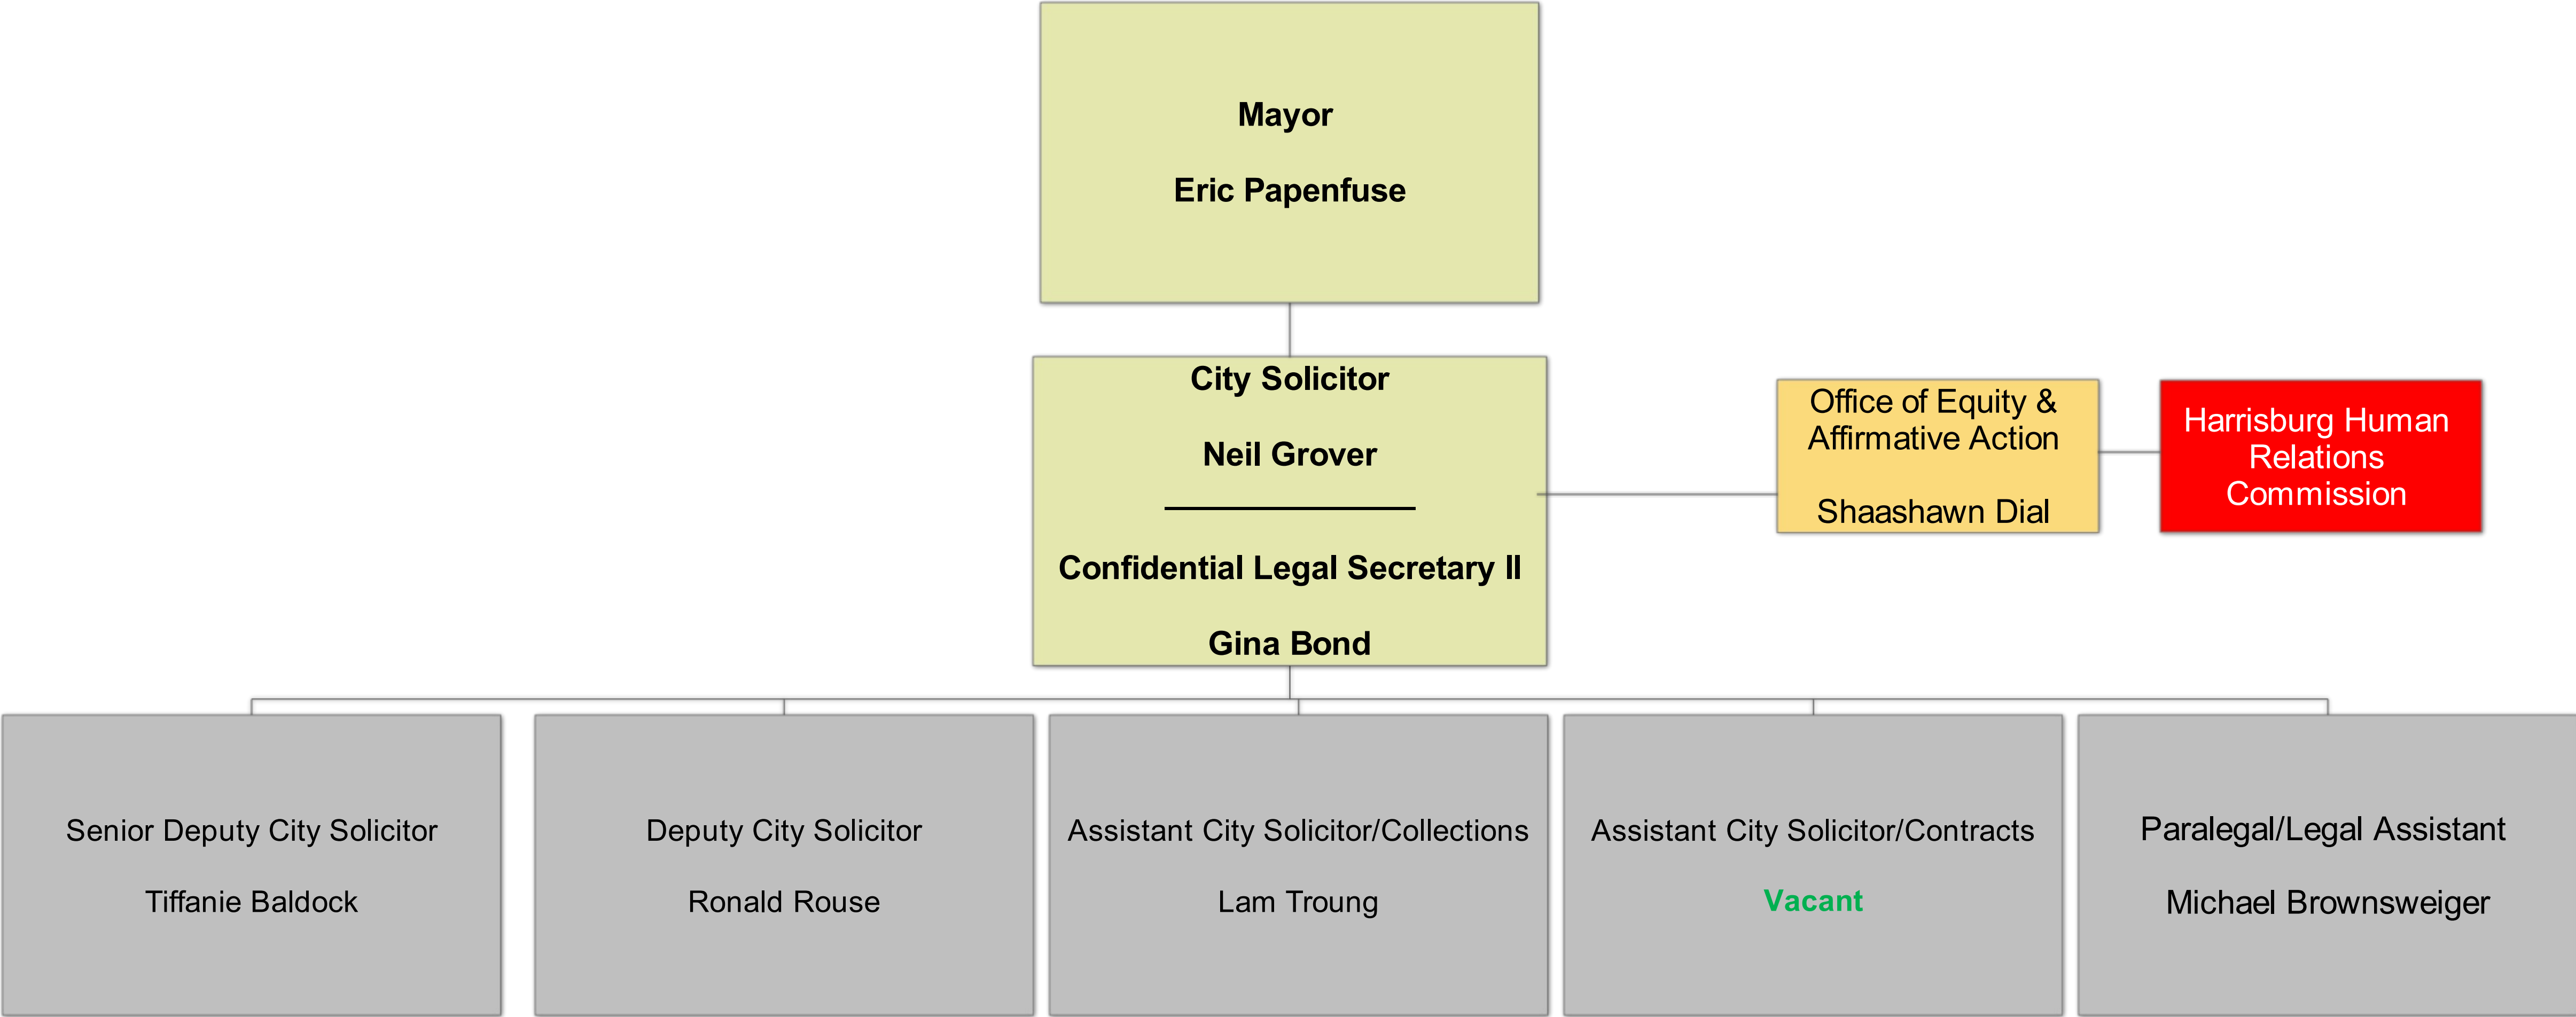 Mayor
Eric Papenfuse
City Solicitor
Neil Grover
Confidential Legal Secretary II
Gina Bond
Office of Equity &
Affirmative Action
Shaashawn Dial
Harrisburg Human
Relations
Commission
Senior Deputy City Solicitor
Tiffanie Baldock
Deputy City Solicitor
Ronald Rouse
Assistant City Solicitor/Collections
Lam Troung
Assistant City Solicitor/Contracts
Vacant
Paralegal/Legal Assistant
Michael Brownsweiger